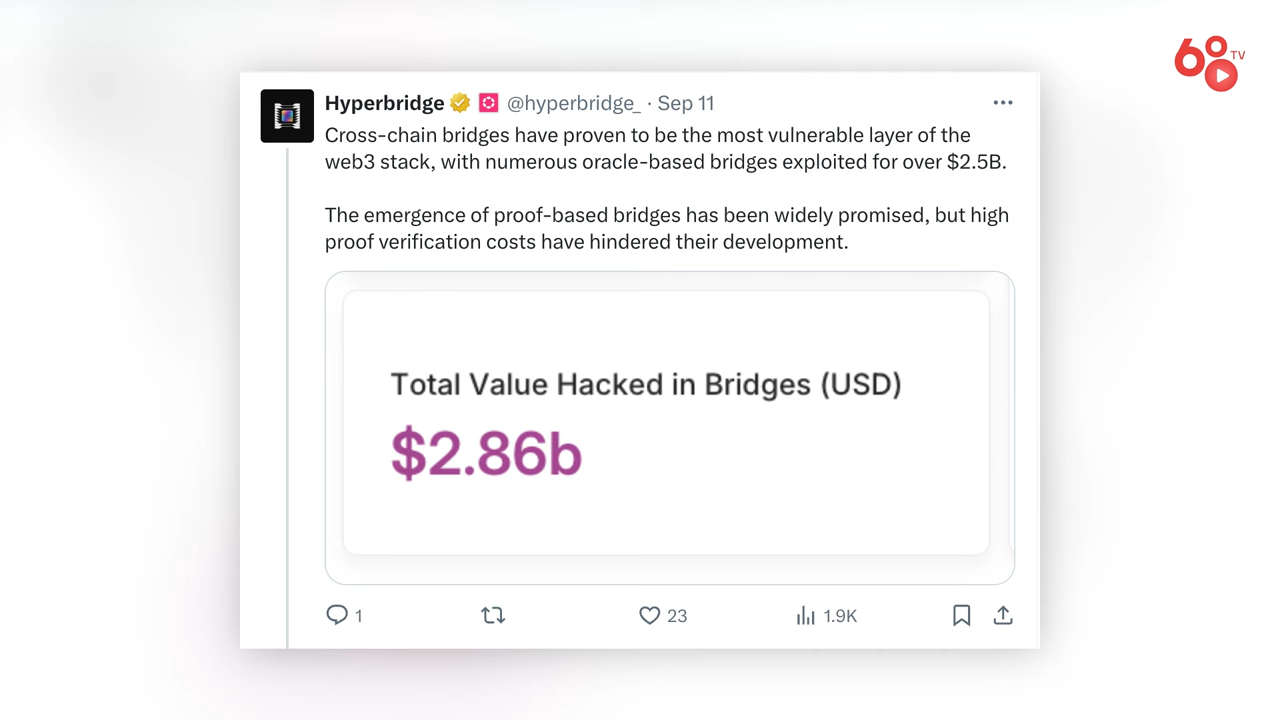 68 TV
Hyperbridge @hyperbridge_ · Sep 11
Cross-chain bridges have proven to be the most vulnerable layer of the
web3 stack, with numerous oracle-based bridges exploited for over $2.5B.
The emergence of proof-based bridges has been widely promised, but high
proof verification costs have hindered their development.
Total Value Hacked in Bridges (USD)
$2.86b
1 23 1.9K